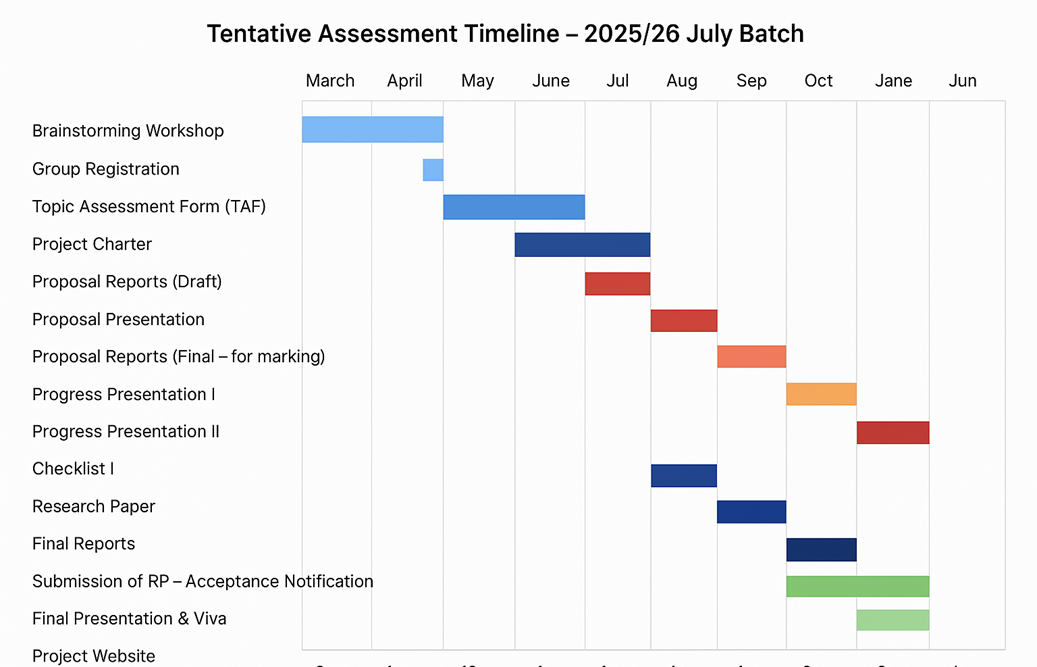 Tentative Assessment Timeline – 2025/26 July Batch
March April May June Jul Aug Sep Oct Jane Jun
Brainstorming Workshop
Group Registration
Topic Assessment Form (TAF)
Project Charter
Proposal Reports (Draft)
Proposal Presentation
Proposal Reports (Final – for marking)
Progress Presentation I
Progress Presentation II
Checklist I
Research Paper
Final Reports
Submission of RP – Acceptance Notification
Final Presentation & Viva
Project Website